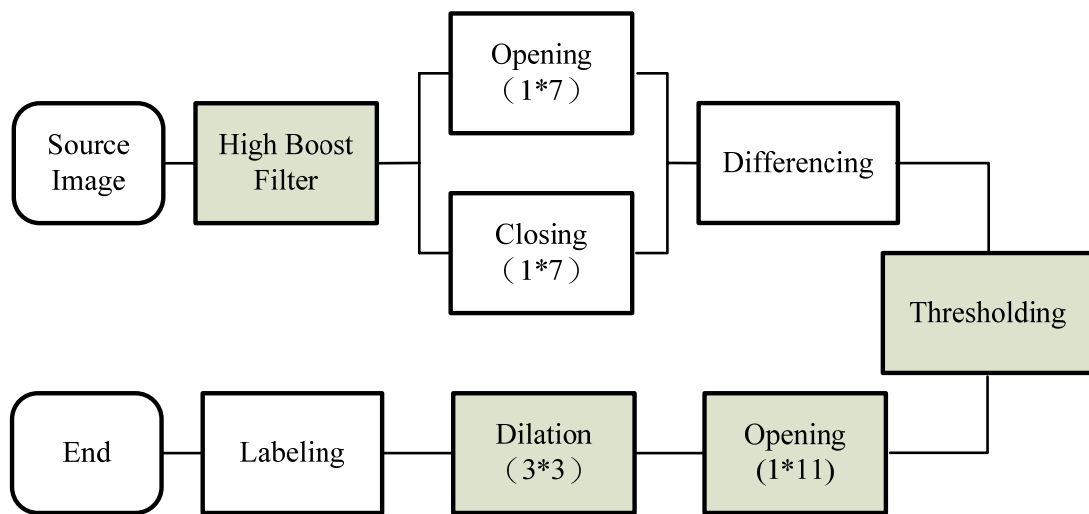 Source
Image
High Boost
Filter
Opening
（1*7）
Closing
（1*7）
Differencing
Thresholding
Opening
(1*11)
Dilation
（3*3）
Labeling
End